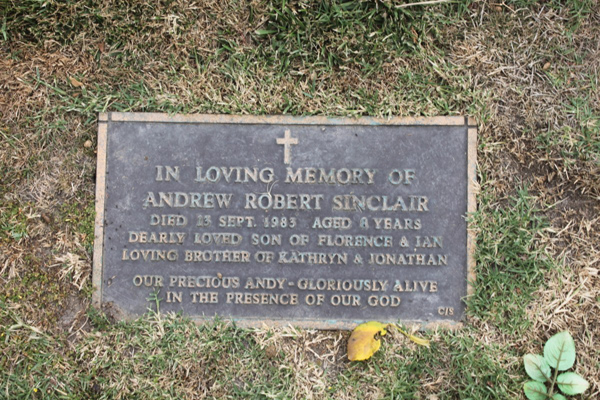 IN LOVING MEMORY OF
ANDREW ROBERT SINCLAIR
DIED 13 SEPT. 1983 AGED 8 YEARS
DEARLY LOVED SON OF FLORENCE & IAN
LOVING BROTHER OF KATHRYN & JONATHAN
OUR PRECIOUS ANDY - GLORIOUSLY ALIVE
IN THE PRESENCE OF OUR GOD